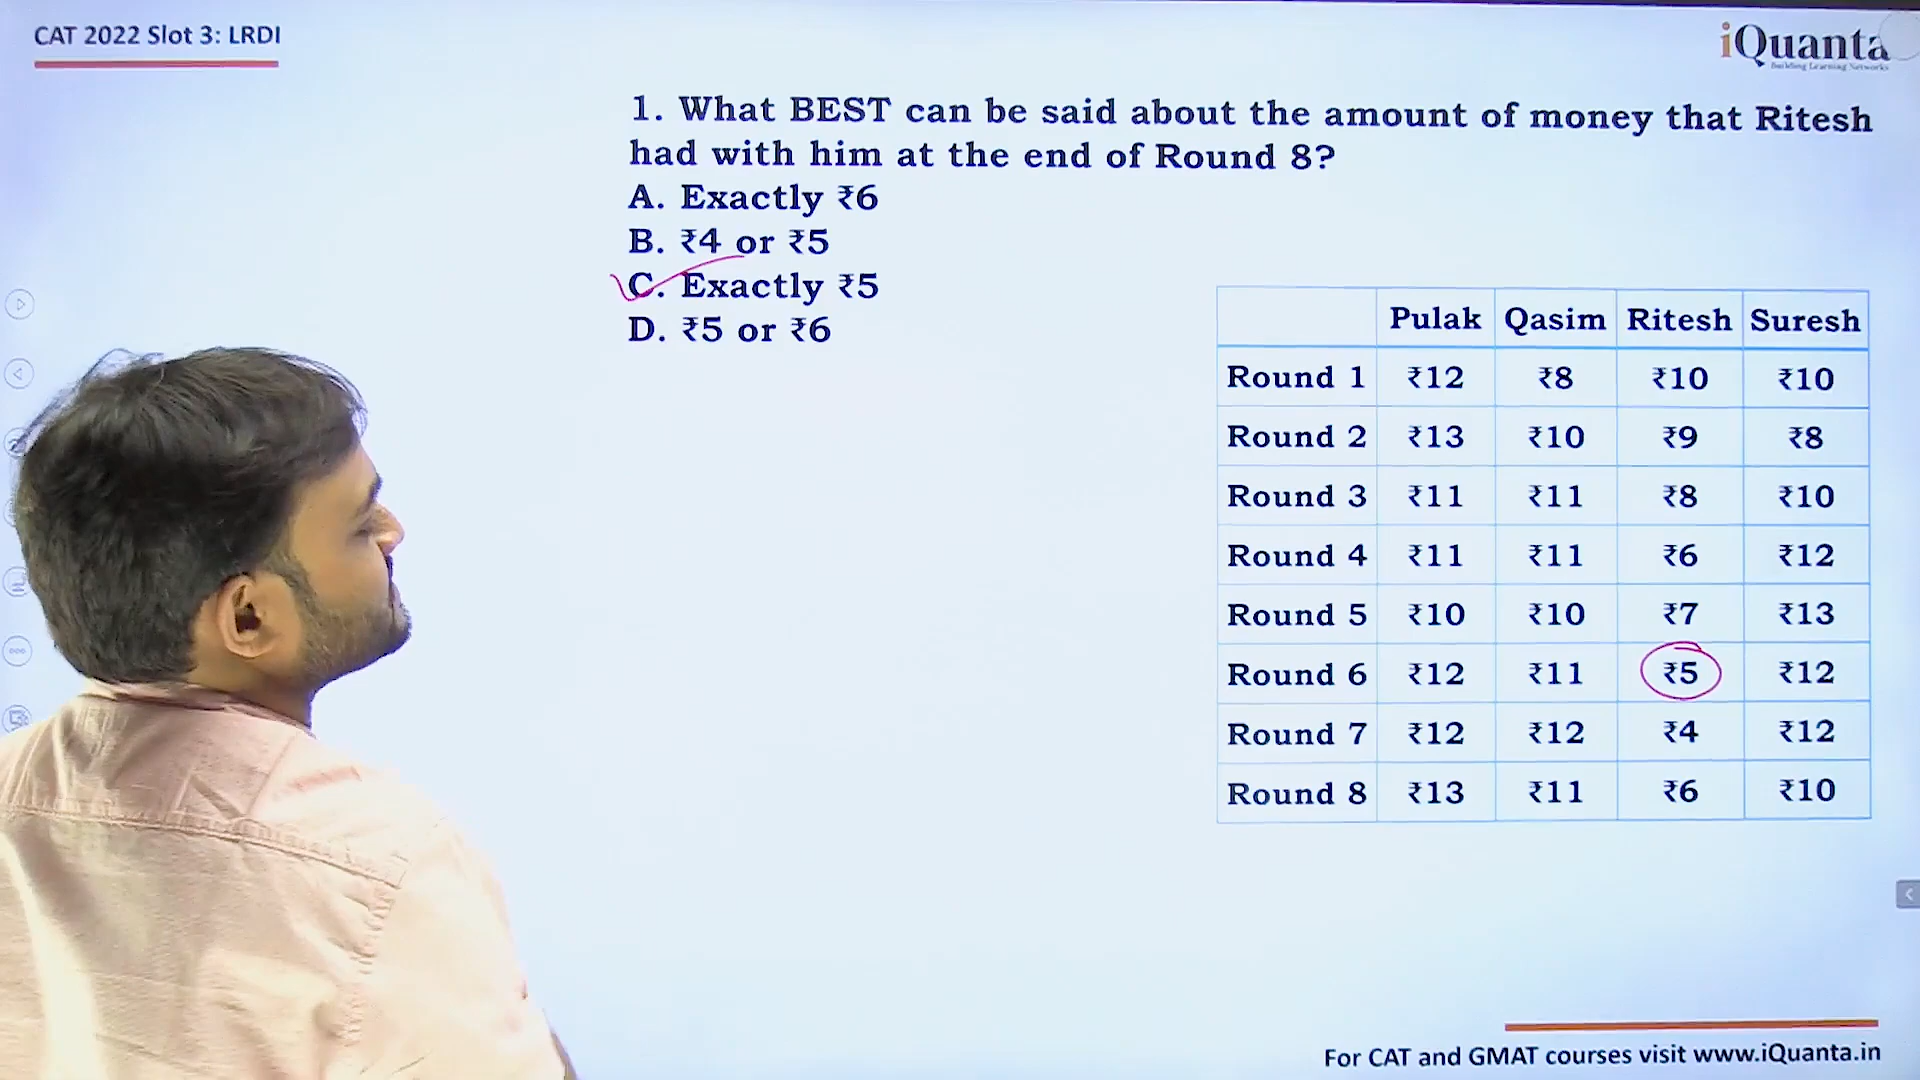 CAT 2022 Slot 3: LRDI
iQuanta
Building Learning Networks
1. What BEST can be said about the amount of money that Ritesh
had with him at the end of Round 8?
A. Exactly ₹6
B. ₹4 or ₹5
C. Exactly ₹5
D. ₹5 or ₹6
Pulak Qasim Ritesh Suresh
Round 1 ₹12 ₹8 ₹10 ₹10
Round 2 ₹13 ₹10 ₹9 ₹8
Round 3 ₹11 ₹11 ₹8 ₹10
Round 4 ₹11 ₹11 ₹6 ₹12
Round 5 ₹10 ₹10 ₹7 ₹13
Round 6 ₹12 ₹11 ₹5 ₹12
Round 7 ₹12 ₹12 ₹4 ₹12
Round 8 ₹13 ₹11 ₹6 ₹10
For CAT and GMAT courses visit www.iQuanta.in